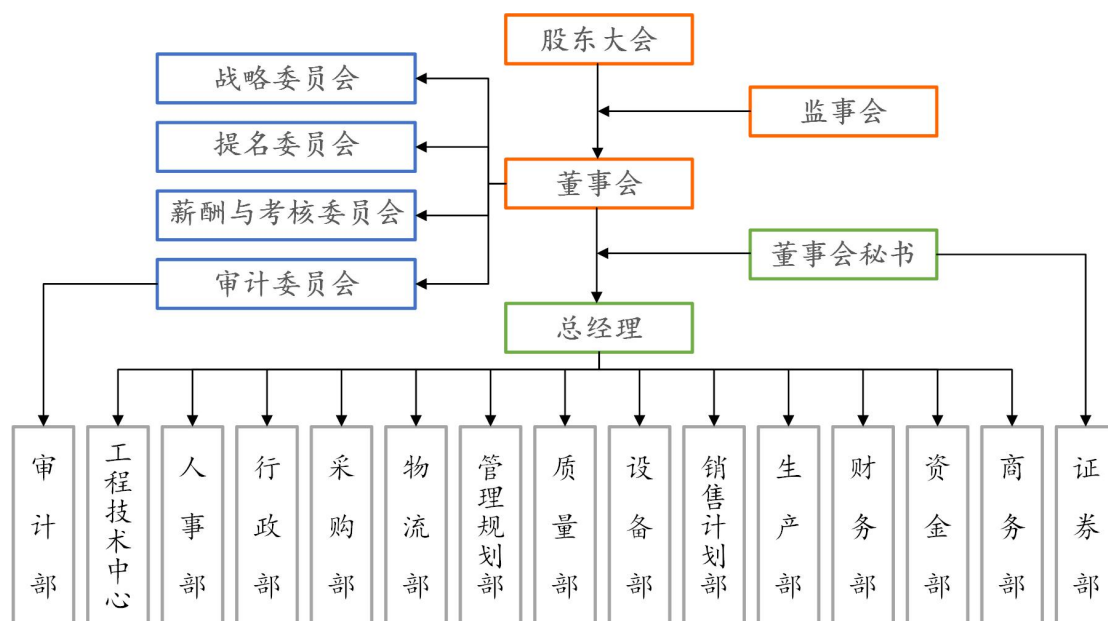 股东大会
战略委员会
监事会
提名委员会
董事会
薪酬与考核委员会
董事会秘书
审计委员会
总经理
审计部
工程技术中心
人事部
行政部
采购部
物流部
管理规划部
质量部
设备部
销售计划部
生产部
财务部
资金部
商务部
证券部